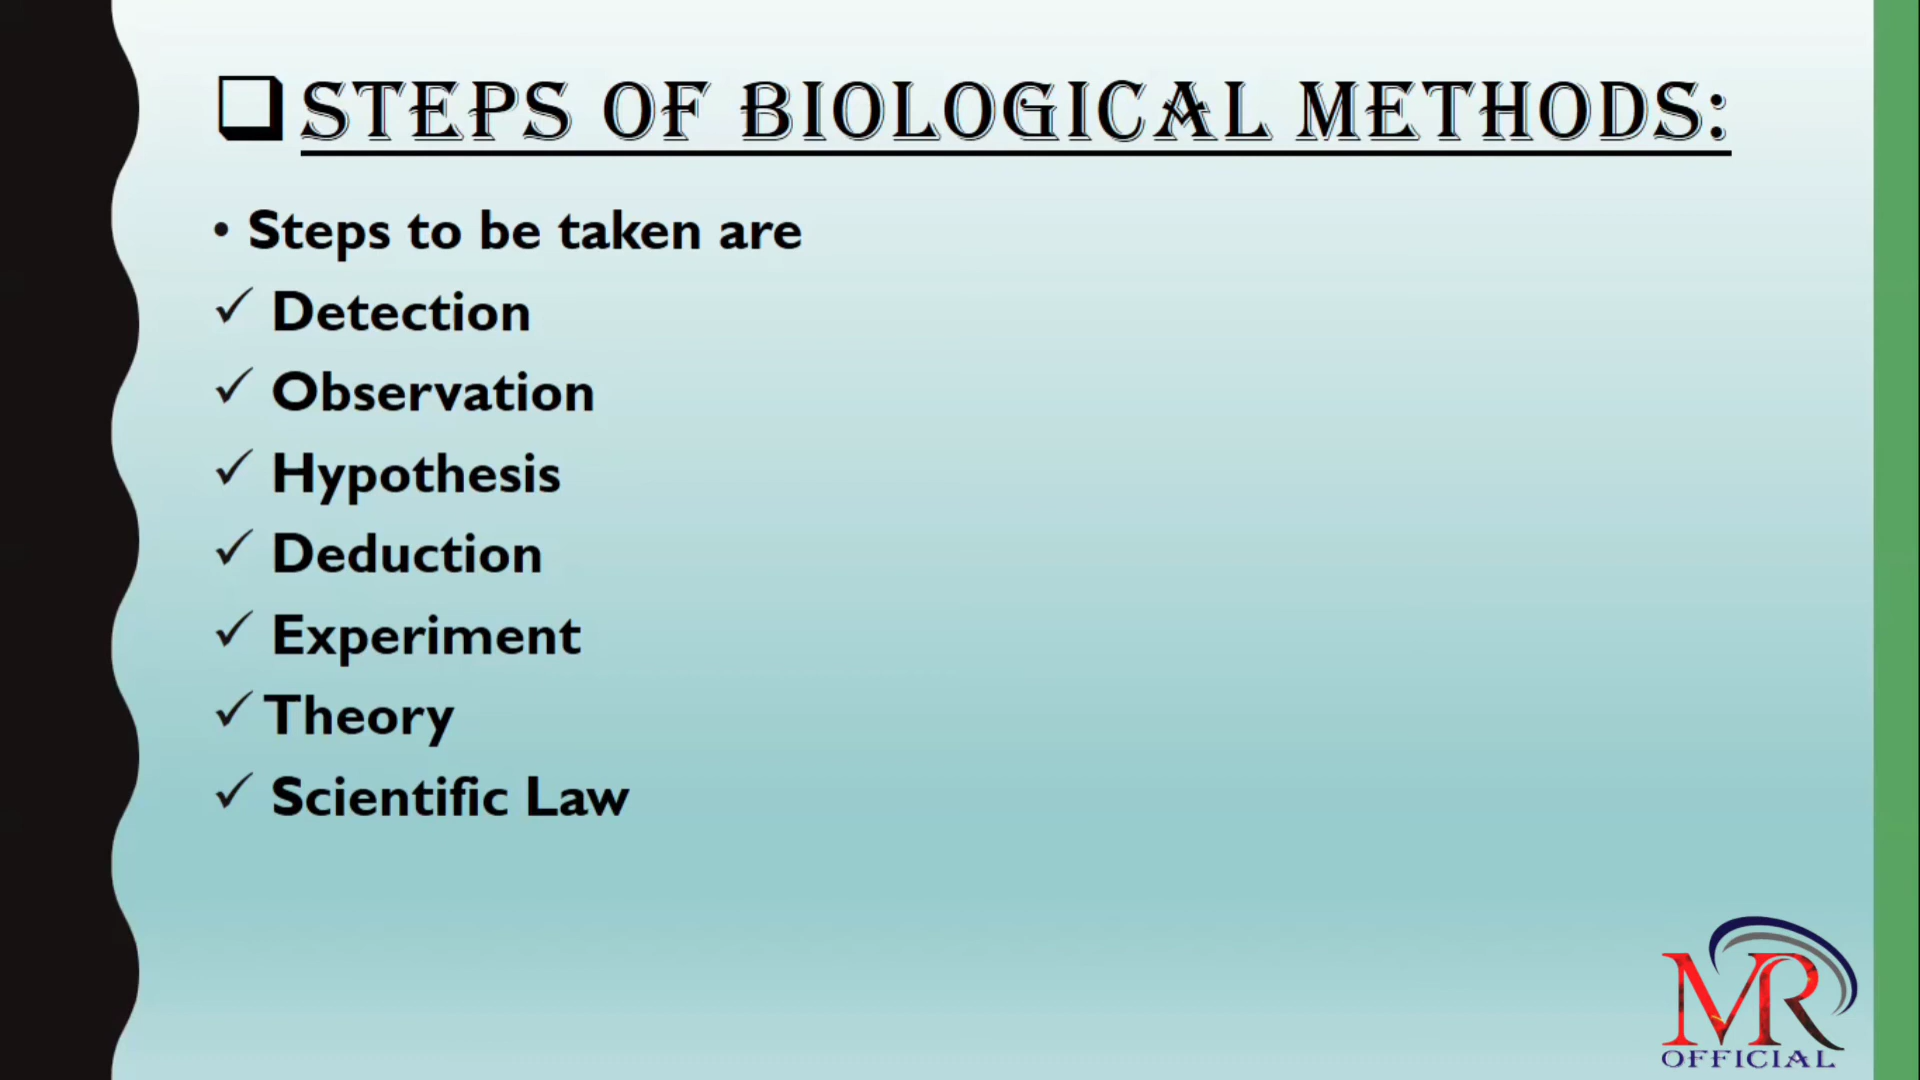 STEPS OF BIOLOGICAL METHODS:
• Steps to be taken are
✓ Detection
✓ Observation
✓ Hypothesis
✓ Deduction
✓ Experiment
✓ Theory
✓ Scientific Law
MR
OFFICIAL